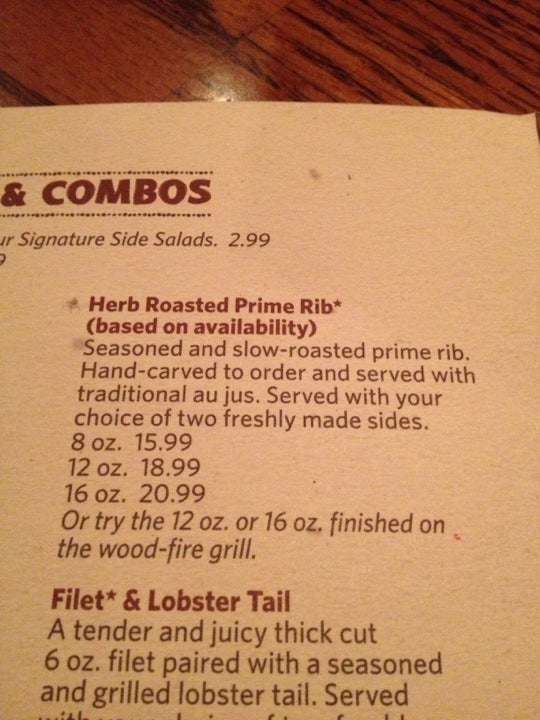 & COMBOS
Signature Side Salads. 2.99
Herb Roasted Prime Rib*
(based on availability)
Seasoned and slow-roasted prime rib.
Hand-carved to order and served with
traditional au jus. Served with your
choice of two freshly made sides.
8 oz. 15.99
12 oz. 18.99
16 oz. 20.99
Or try the 12 oz. or 16 oz. finished on
the wood-fire grill.
Filet* & Lobster Tail
A tender and juicy thick cut
6 oz. filet paired with a seasoned
and grilled lobster tail. Served